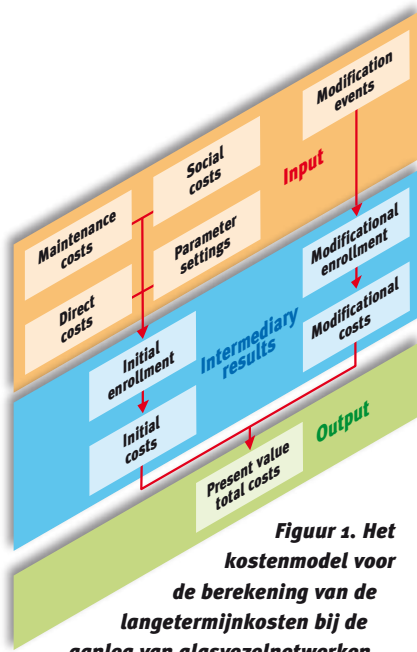 Modification
events
Social
costs
Input
Maintenance
costs
Parameter
settings
Direct
costs
Modificational
enrollment
Modificational
costs
Initial
enrollment
Intermediary
results
Initial
costs
Output
Present value
total costs
Figuur 1. Het
kostenmodel voor
de berekening van de
langetermijnkosten bij de
aanleg van glasvezelnetwerken